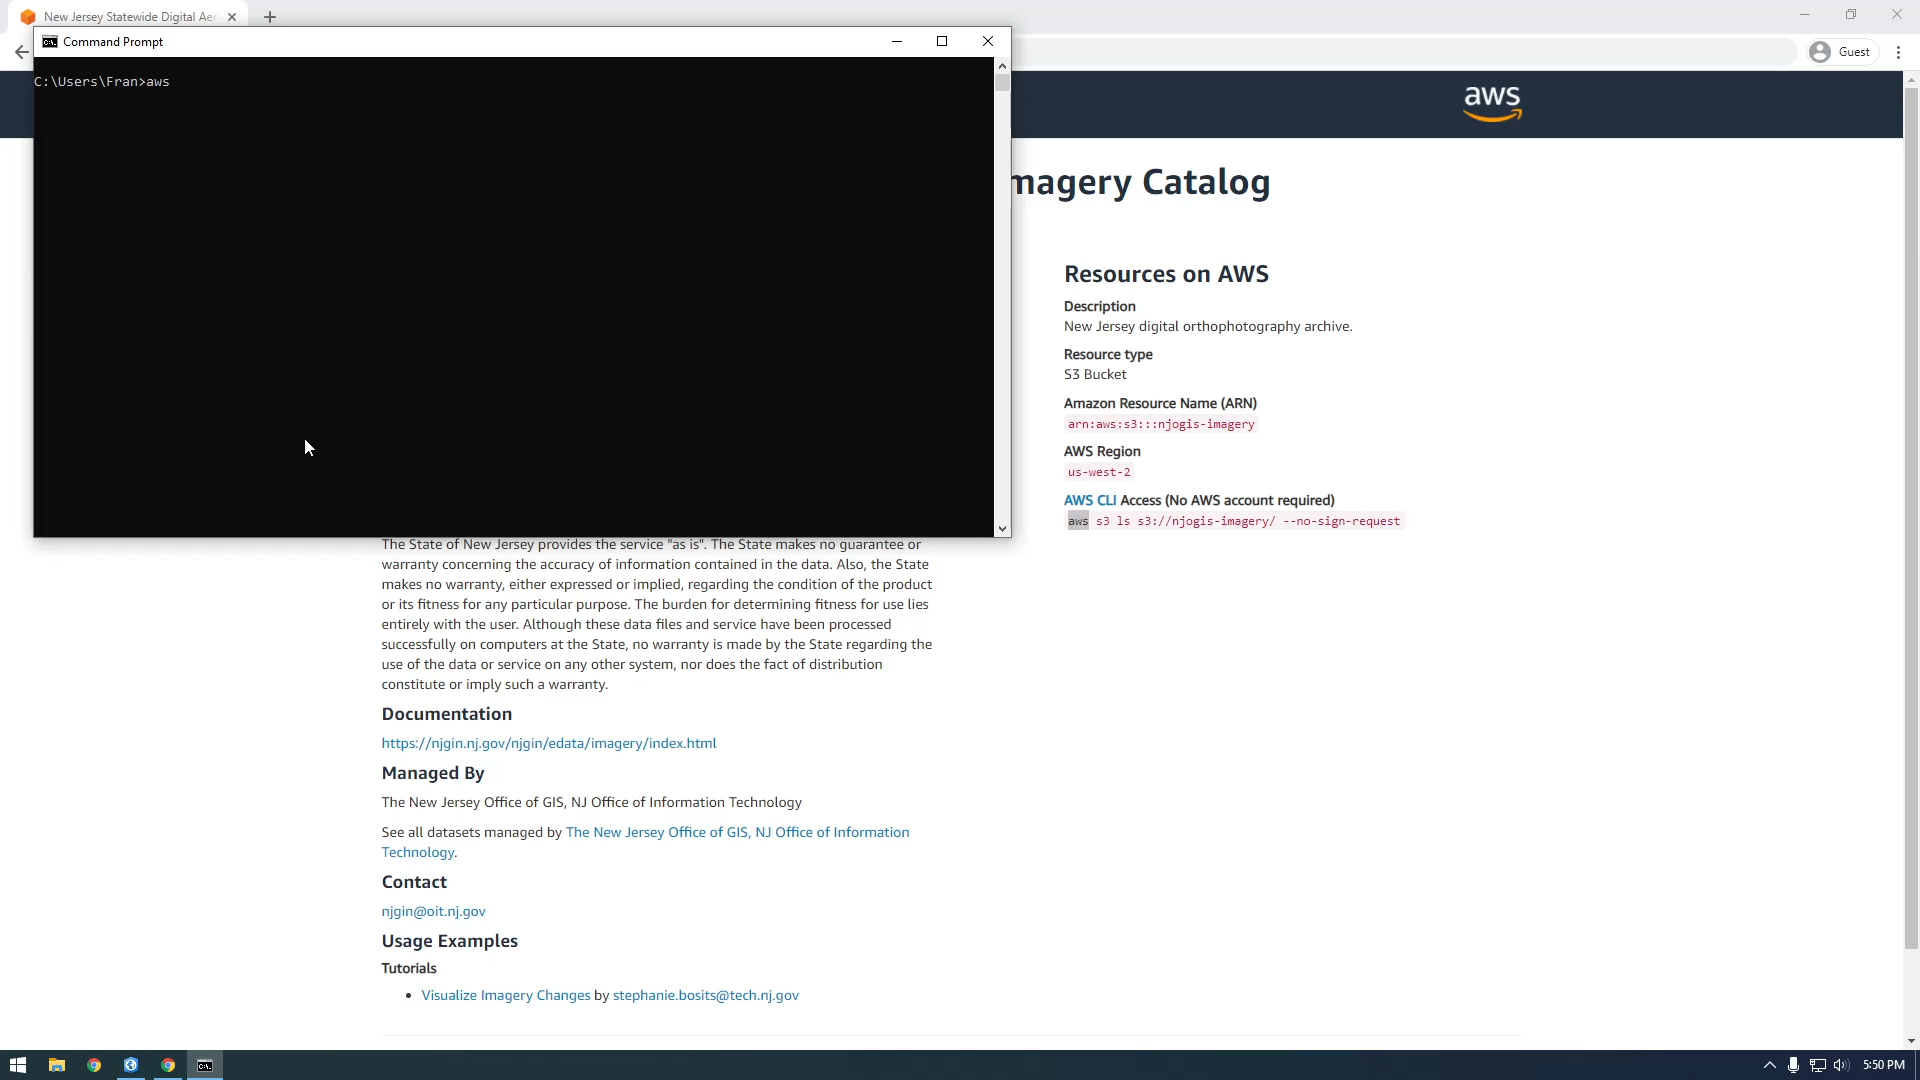 New Jersey Statewide Digital Aer
Command Prompt
Guest
C:\Users\Fran>aws
aws
magery Catalog
Resources on AWS
Description
New Jersey digital orthophotography archive.
Resource type
S3 Bucket
Amazon Resource Name (ARN)
arn:aws:s3:::njogis-imagery
AWS Region
us-west-2
AWS CLI Access (No AWS account required)
aws s3 ls s3://njogis-imagery/ --no-sign-request
The State of New Jersey provides the service "as is". The State makes no guarantee or
warranty concerning the accuracy of information contained in the data. Also, the State
makes no warranty, either expressed or implied, regarding the condition of the product
or its fitness for any particular purpose. The burden for determining fitness for use lies
entirely with the user. Although these data files and service have been processed
successfully on computers at the State, no warranty is made by the State regarding the
use of the data or service on any other system, nor does the fact of distribution
constitute or imply such a warranty.
Documentation
https://njgin.nj.gov/njgin/edata/imagery/index.html
Managed By
The New Jersey Office of GIS, NJ Office of Information Technology
See all datasets managed by The New Jersey Office of GIS, NJ Office of Information
Technology.
Contact
njgin@oit.nj.gov
Usage Examples
Tutorials
• Visualize Imagery Changes by stephanie.bosits@tech.nj.gov
5:50 PM